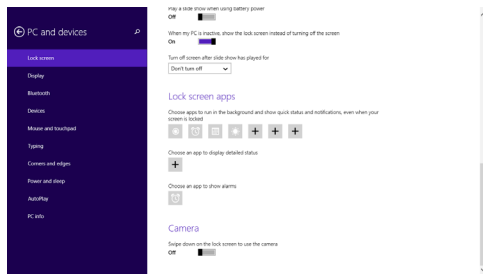 PC and devices
Lock screen
Display
Bluetooth
Devices
Mouse and touchpad
Typing
Corners and edges
Power and sleep
AutoPlay
PC info
Play a slide show when using battery power
Off
When my PC is inactive, show the lock screen instead of turning off the screen
On
Turn off screen after slide show has played for
Don't turn off
Lock screen apps
Choose apps to run in the background and show quick status and notifications, even when your
screen is locked
Choose an app to display detailed status
Choose an app to show alarms
Camera
Swipe down on the lock screen to use the camera
Off